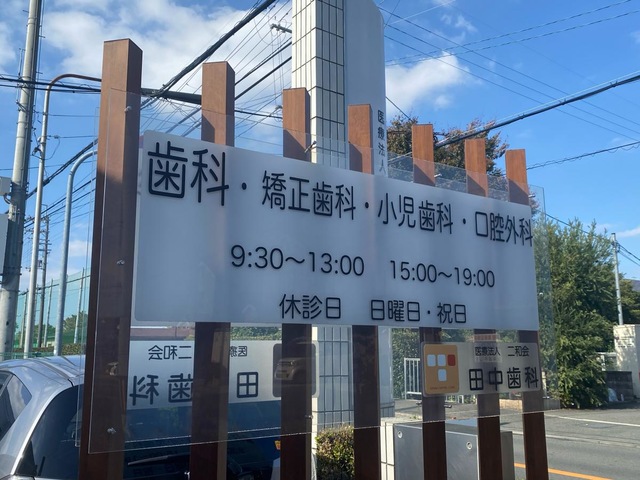 医療法人
歯科・矯正歯科・小児歯科・口腔外科
9:30～13:00 15:00～19:00
休診日 日曜日・祝日
医療法人 二和会
田中歯科